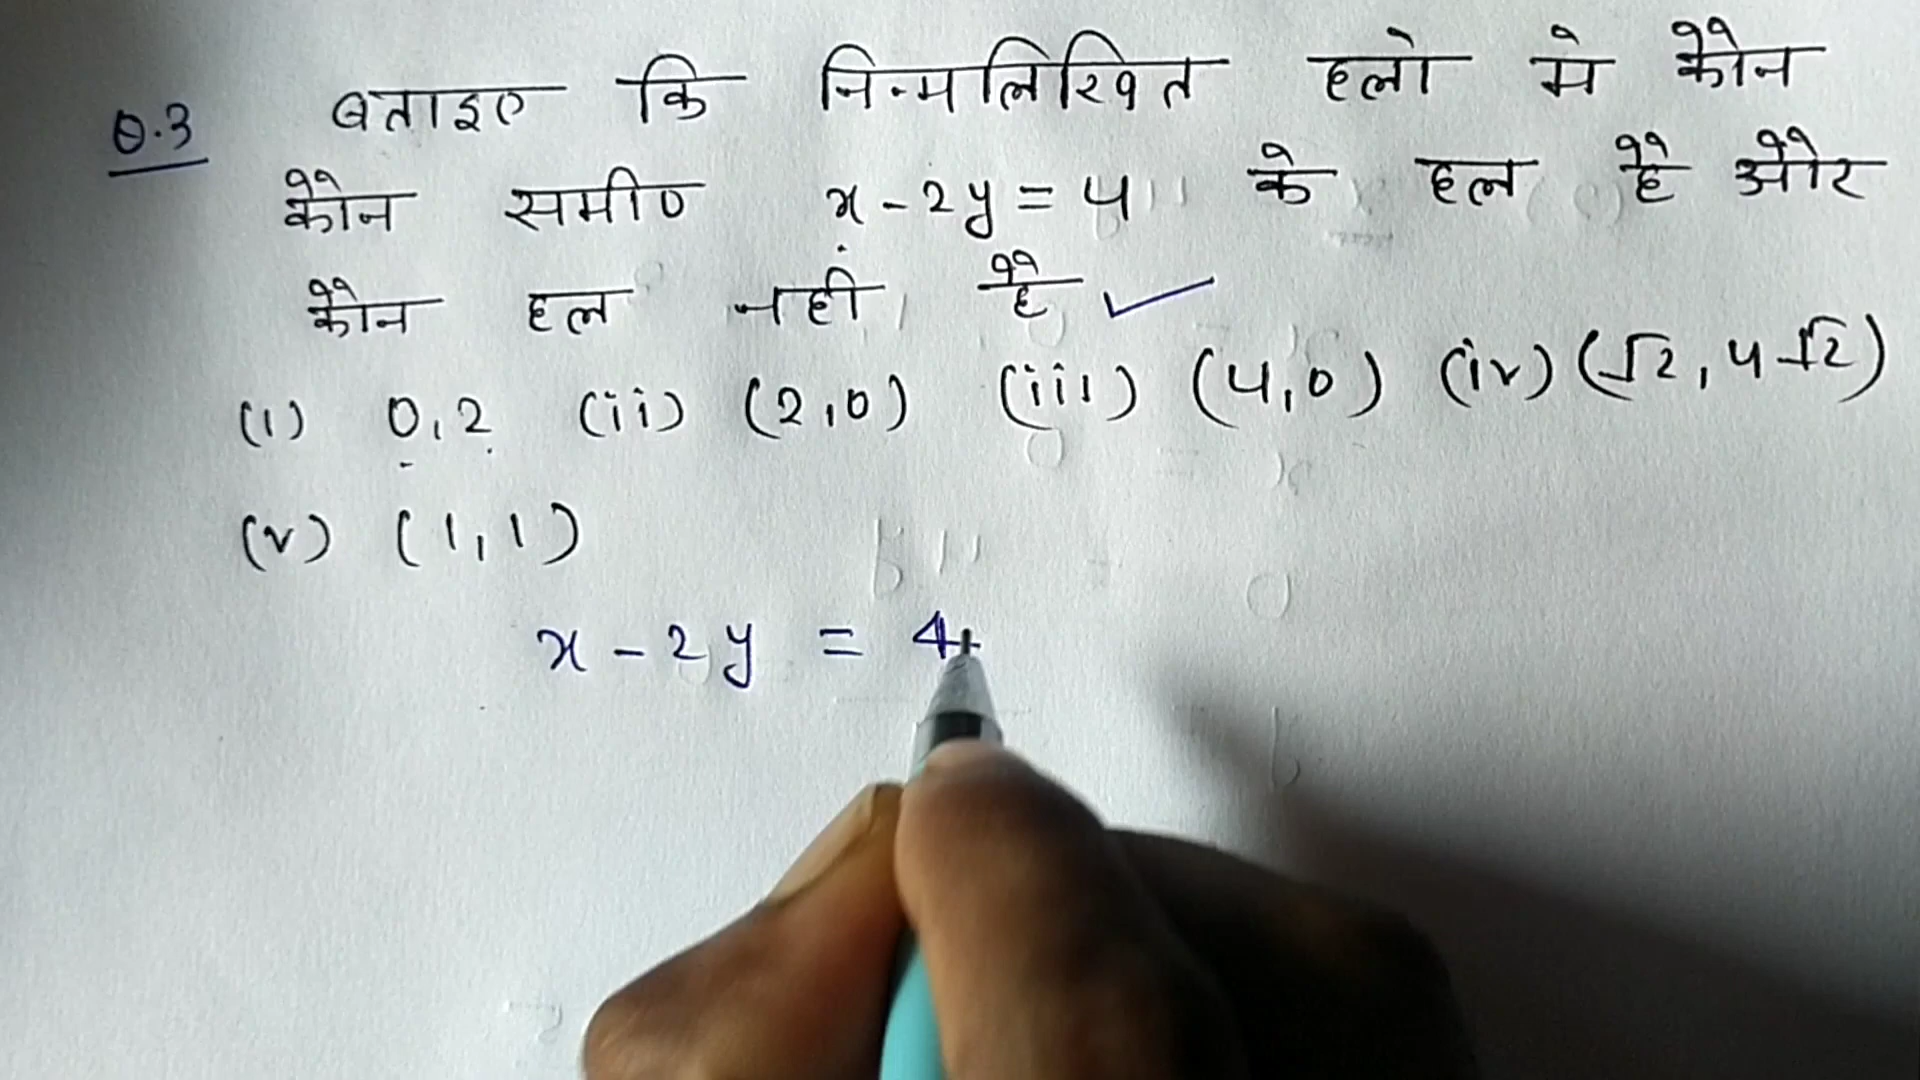 Q.3 बताइए कि निम्नलिखित हलो मे कौन
कौन समी० x - 2y = 4 के हल है और
कौन हल नहीं है ✓
(i) 0,2 (ii) (2,0) (iii) (4,0) (iv) (√2, 4√2)
(v) (1,1)
x - 2y = 4